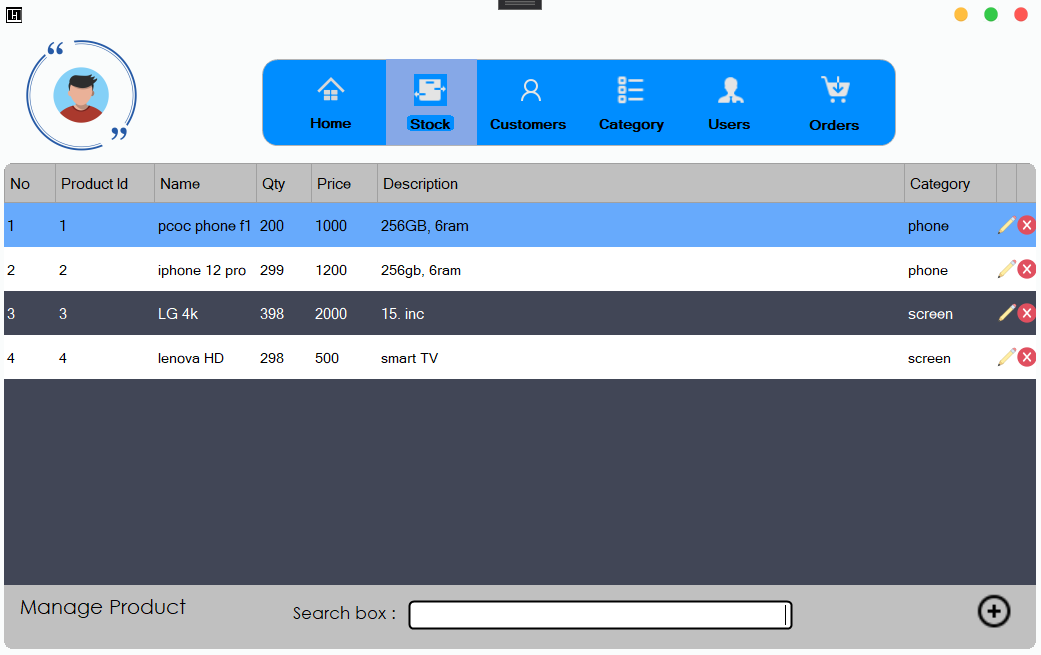 Home Stock Customers Category Users Orders
No Product Id Name Qty Price Description Category
1 1 pcoc phone f1 200 1000 256GB, 6ram phone
2 2 iphone 12 pro 299 1200 256gb, 6ram phone
3 3 LG 4k 398 2000 15. inc screen
4 4 lenova HD 298 500 smart TV screen
Manage Product Search box :